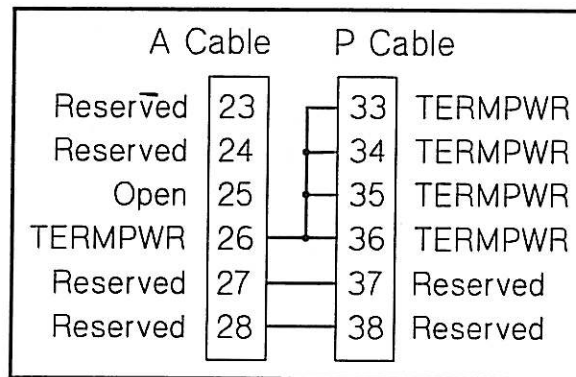 A Cable P Cable
Reserved 23 33 TERMPWR
Reserved 24 34 TERMPWR
Open 25 35 TERMPWR
TERMPWR 26 36 TERMPWR
Reserved 27 37 Reserved
Reserved 28 38 Reserved